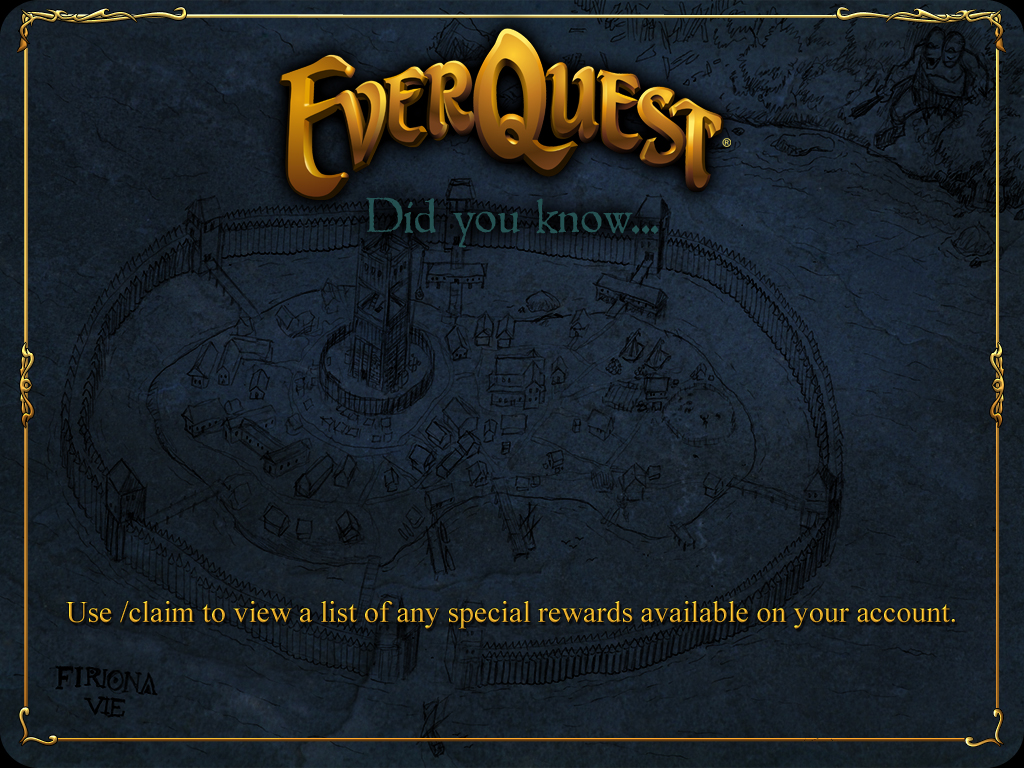 EVERQUEST®
Did you know...
Use /claim to view a list of any special rewards available on your account.
FIRIONA
VIE